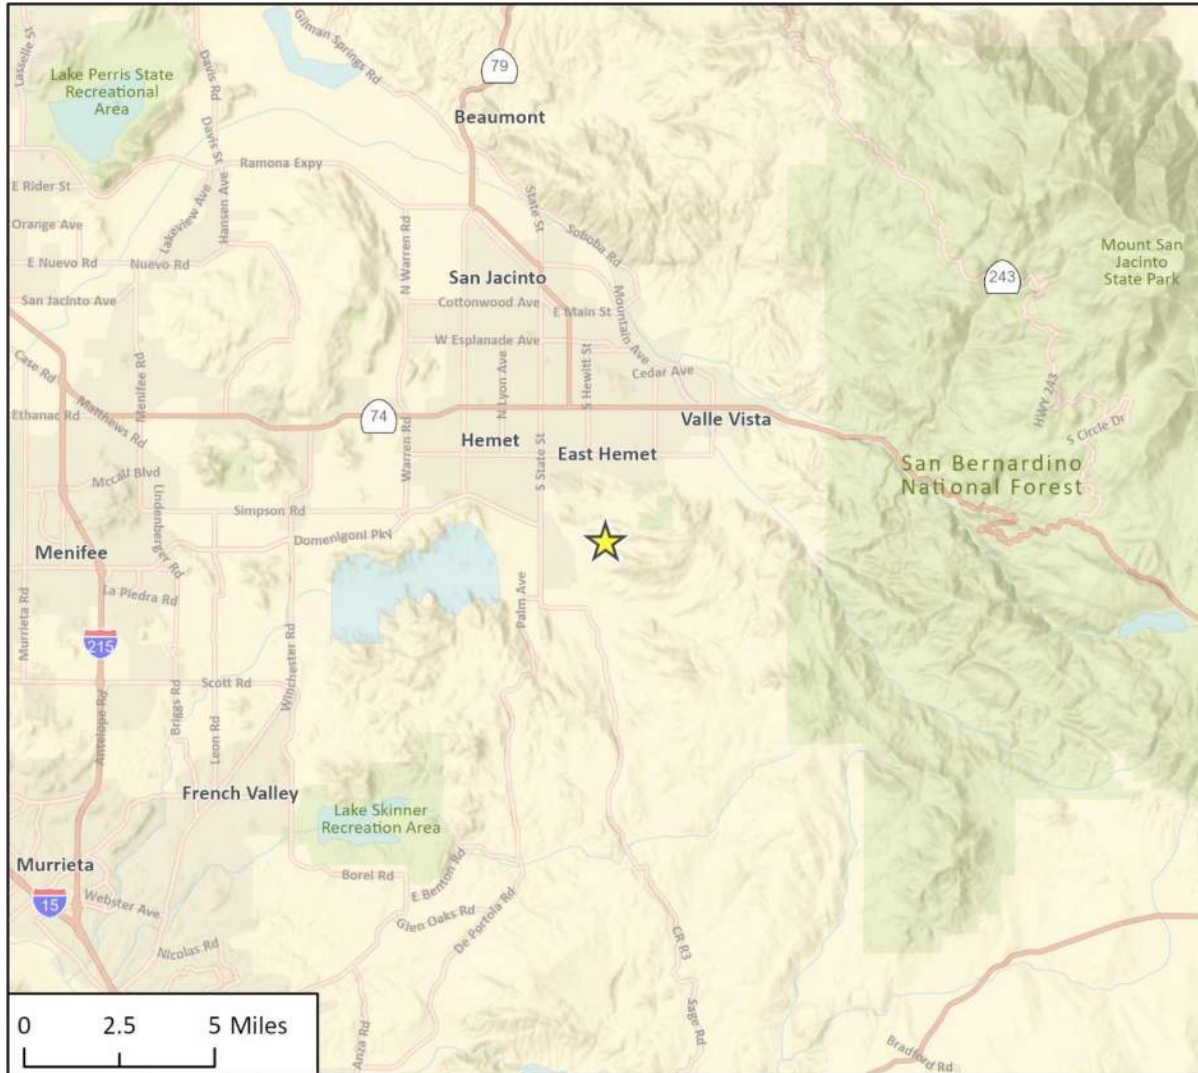 Gilman Springs Rd
Lasselle St
Davis Rd
79
Lake Perris State
Recreational
Area
Beaumont
Davis St
Ramona Expy
E Rider St
Lakeview Ave
Hansen Ave
State St
Orange Ave
N Warren Rd
Soboba Rd
Mount San
Jacinto
State Park
E Nuevo Rd
Nuevo Rd
San Jacinto
243
San Jacinto Ave
Cottonwood Ave
E Main St
Mountain Ave
W Esplanade Ave
Case Rd
Menifee Rd
N Lyon Ave
S Hewitt St
Cedar Ave
HWY 243
Ethanac Rd
Matthews Rd
74
Valle Vista
S Circle Dr
Hemet
East Hemet
Warren Rd
S State St
San Bernardino
National Forest
Mccall Blvd
Lindenberger Rd
Simpson Rd
Domenigoni Pkwy
Menifee
La Piedra Rd
Palm Ave
Murrieta Rd
215
Winchester Rd
Scott Rd
Antelope Rd
Briggs Rd
Leon Rd
French Valley
Lake Skinner
Recreation Area
Murrieta
Borel Rd
E Benton Rd
15
Webster Ave
Glen Oaks Rd
De Portola Rd
Nicolas Rd
CR R3
Sage Rd
Anza Rd
Bradford Rd
0 2.5 5 Miles